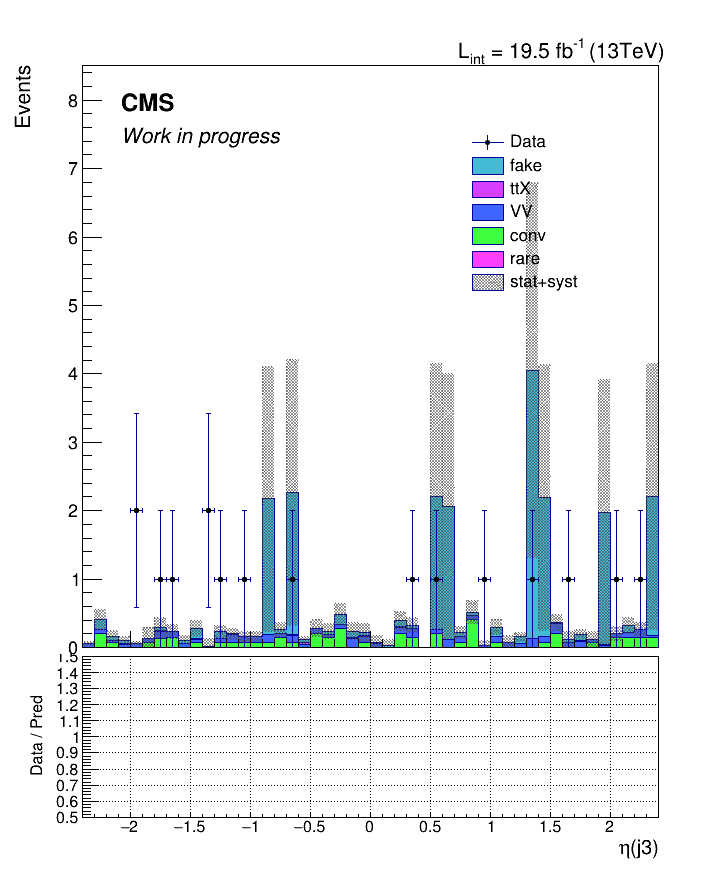 L_int = 19.5 fb^-1 (13TeV)
Events
CMS
Work in progress
Data
fake
ttX
VV
conv
rare
stat+syst
8
7
6
5
4
3
2
1
0
1.5
1.4
1.3
1.2
1.1
1
0.9
0.8
0.7
0.6
0.5
Data / Pred
−2 −1.5 −1 −0.5 0 0.5 1 1.5 2
η(j3)